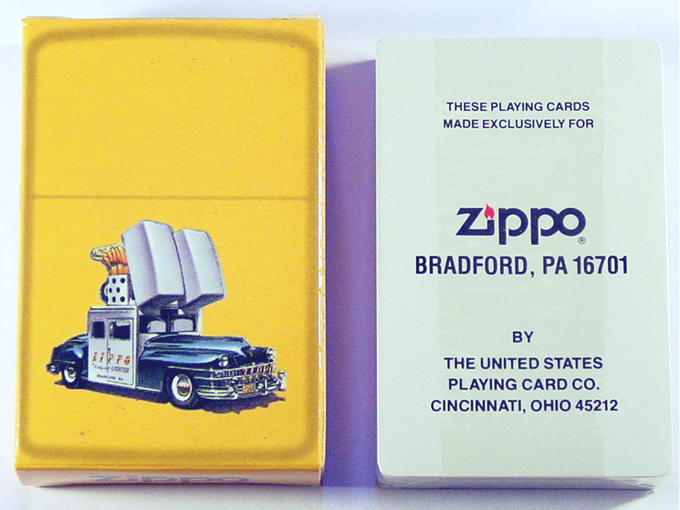 ZIPPO
LIGHTER
THESE PLAYING CARDS
MADE EXCLUSIVELY FOR
Zippo®
BRADFORD, PA 16701
BY
THE UNITED STATES
PLAYING CARD CO.
CINCINNATI, OHIO 45212